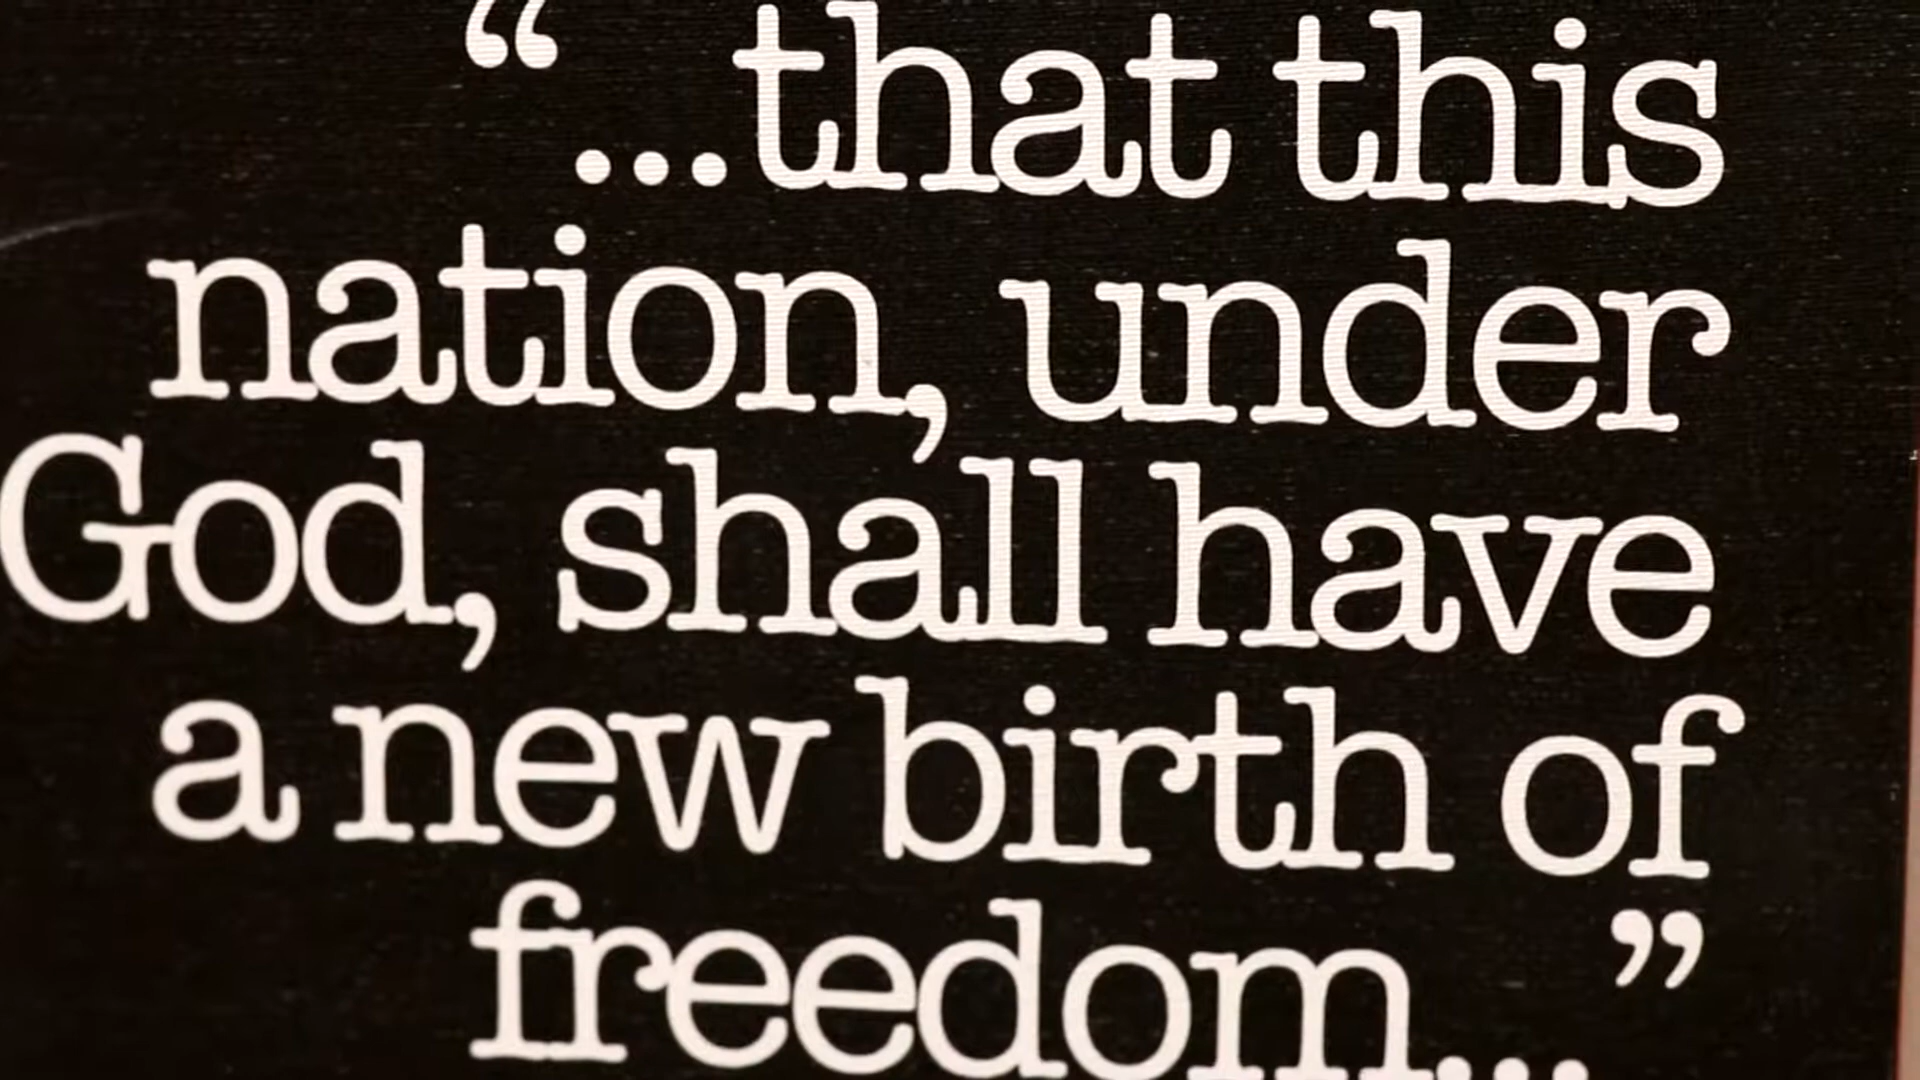 “...that this
nation, under
God, shall have
a new birth of
freedom...”